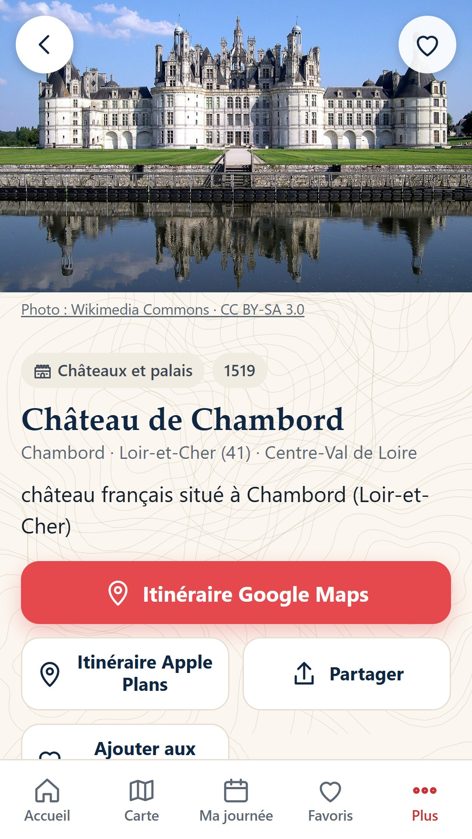 Photo : Wikimedia Commons · CC BY-SA 3.0
Châteaux et palais
1519
Château de Chambord
Chambord · Loir-et-Cher (41) · Centre-Val de Loire
château français situé à Chambord (Loir-et-
Cher)
Itinéraire Google Maps
Itinéraire Apple
Plans
Partager
Ajouter aux
Accueil
Carte
Ma journée
Favoris
Plus